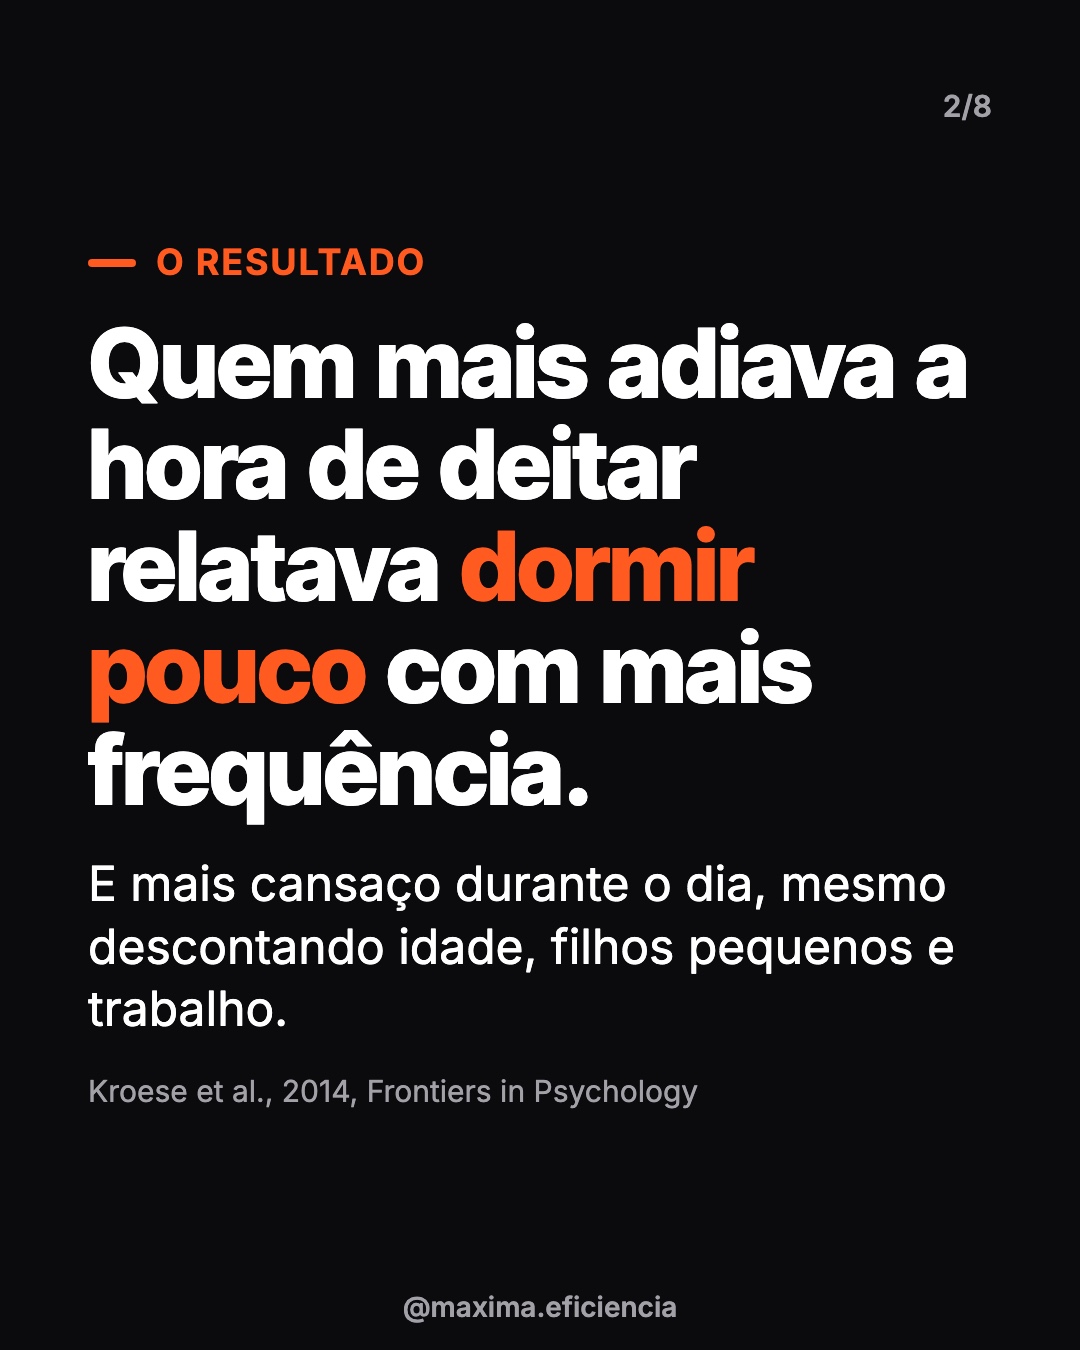 2/8
O RESULTADO
Quem mais adiava a
hora de deitar
relatava dormir
pouco com mais
frequência.
E mais cansaço durante o dia, mesmo
descontando idade, filhos pequenos e
trabalho.
Kroese et al., 2014, Frontiers in Psychology
@maxima.eficiencia